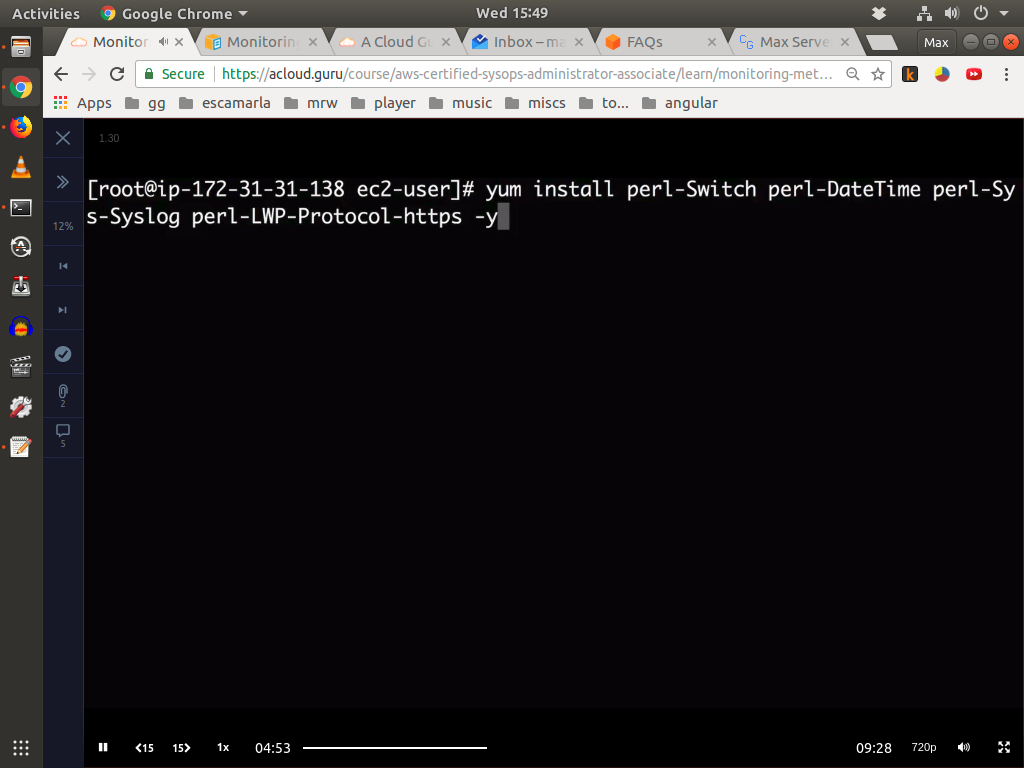 Activities Google Chrome Wed 15:49
Monitor Monitorin A Cloud Gu Inbox – ma FAQs Max Serve Max
Secure https://acloud.guru/course/aws-certified-sysops-administrator-associate/learn/monitoring-met...
Apps gg escamarla mrw player music miscs to... angular
1.30
[root@ip-172-31-31-138 ec2-user]# yum install perl-Switch perl-DateTime perl-Sy
s-Syslog perl-LWP-Protocol-https -y
12%
2
5
15 15 1x 04:53 09:28 720p